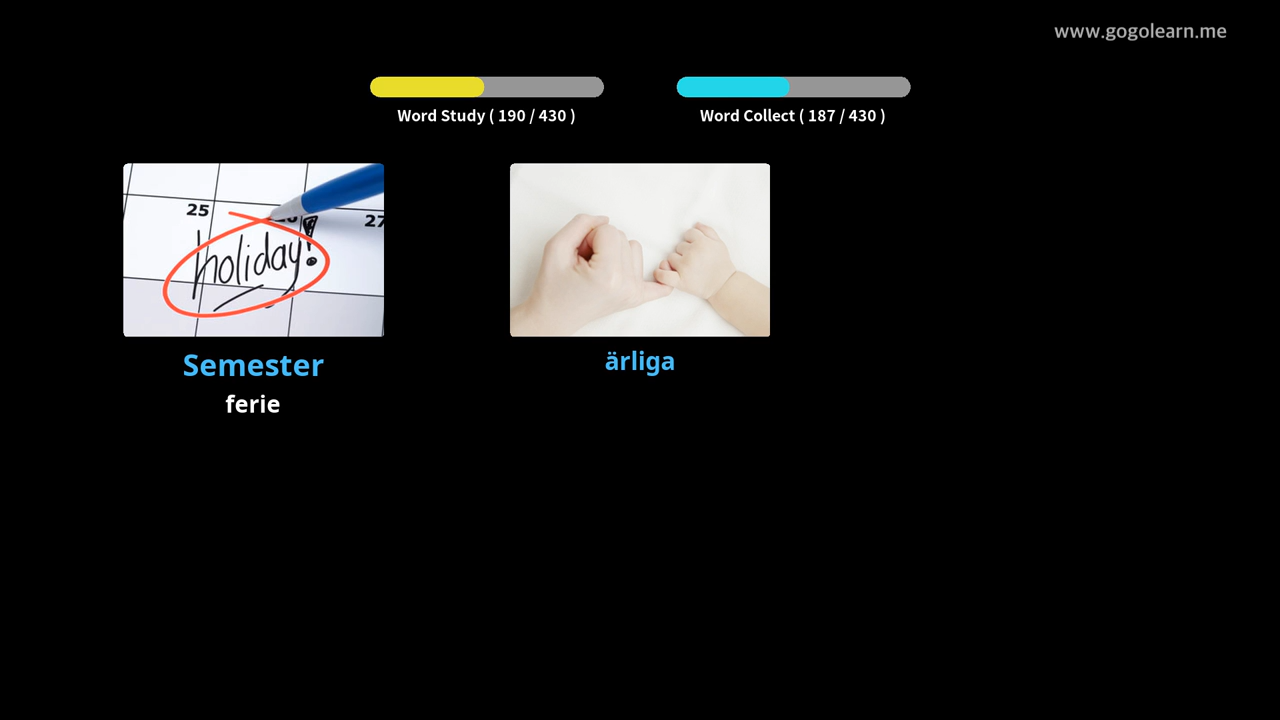 www.gogolearn.me
Word Study ( 190 / 430 )
Word Collect ( 187 / 430 )
25
27
holiday!
Semester
ferie
ärliga